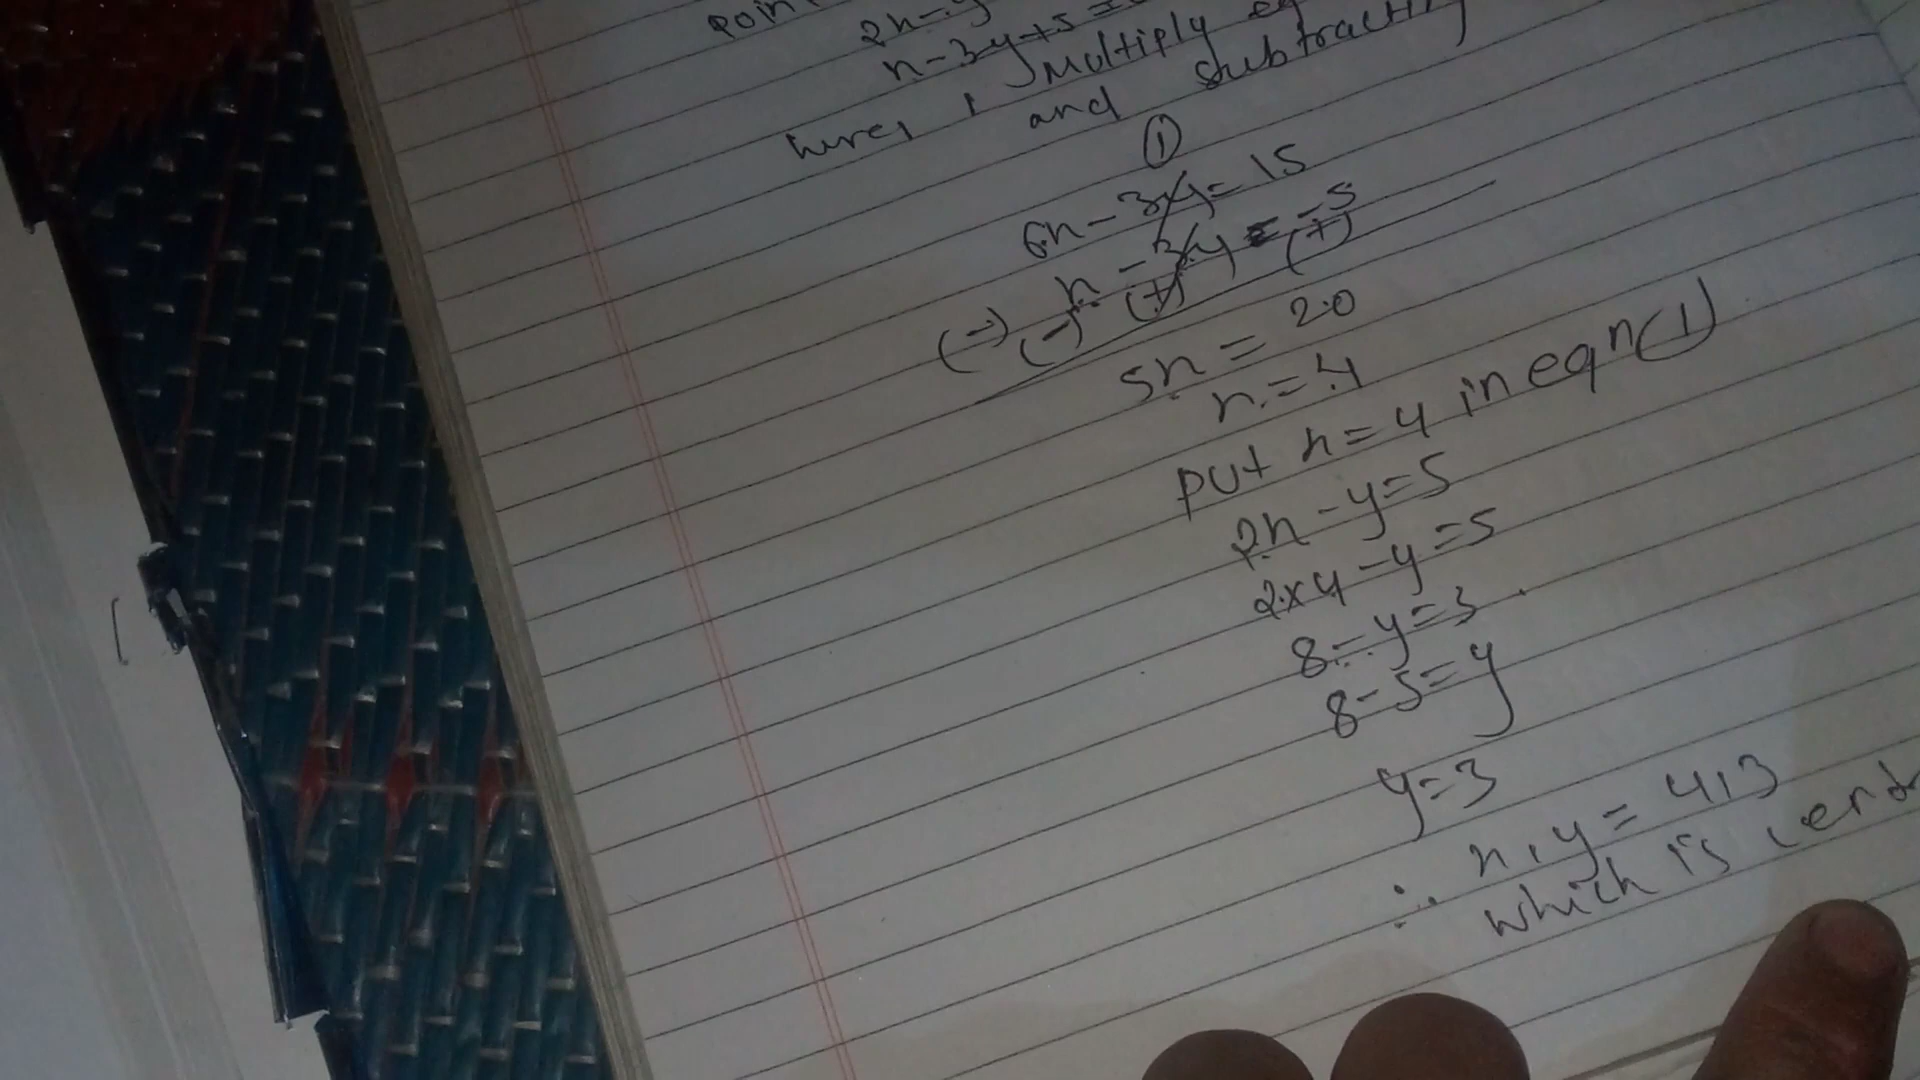 2x-y
x-3y+5=
here, Multiply eq
and subtracting
①
6x-3y=15
x-3y=-5
(-) (-) (+) (+)
5x=20
x=4
put x=4 in eqn(1)
2x-y=5
2×4-y=5
8-y=5
8-5=y
y=3
∴ x,y=4,3
which is